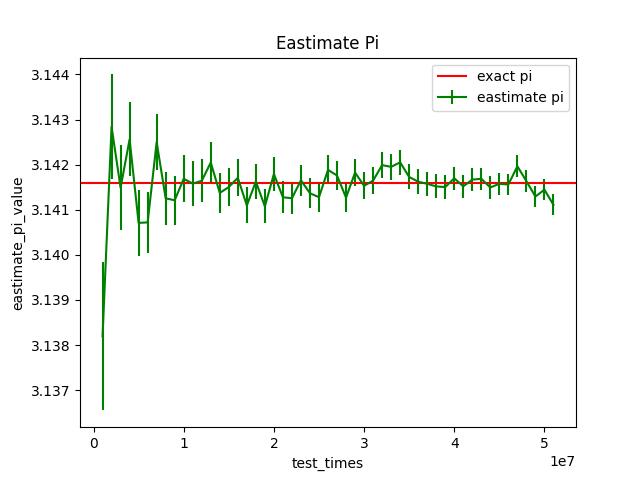 Eastimate Pi
exact pi
eastimate pi
eastimate_pi_value
3.144
3.143
3.142
3.141
3.140
3.139
3.138
3.137
0
1
2
3
4
5
1e7
test_times